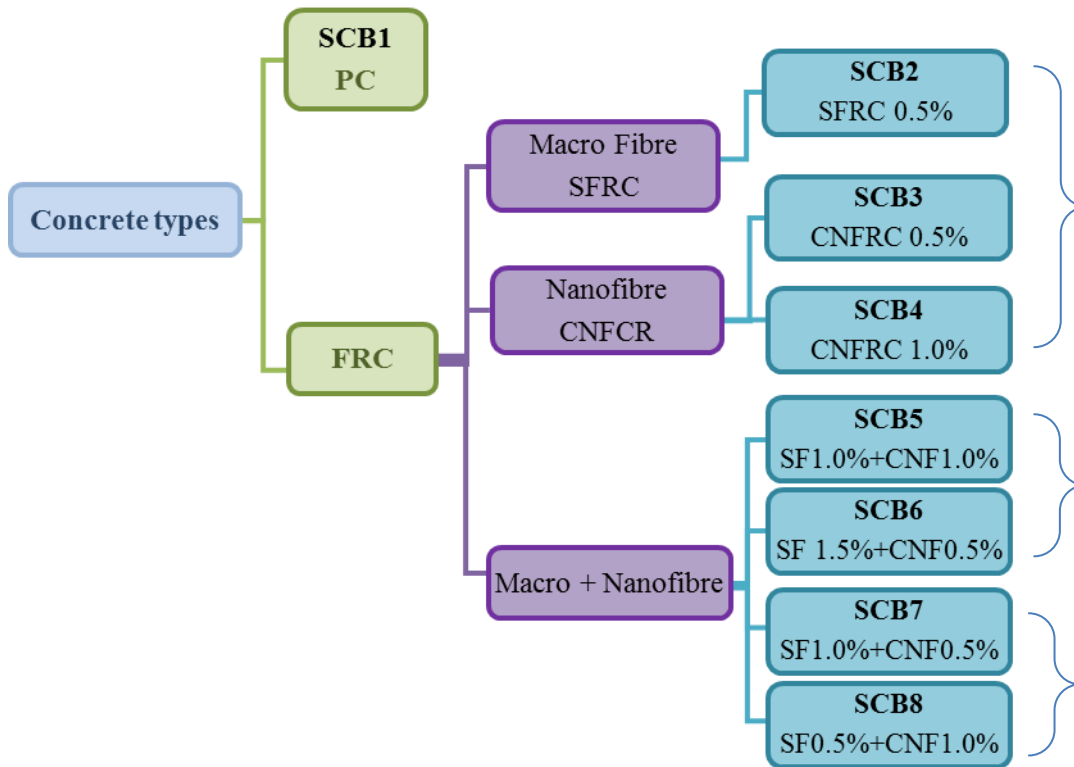 SCB1
PC
SCB2
SFRC 0.5%
Macro Fibre
SFRC
Concrete types
SCB3
CNFRC 0.5%
Nanofibre
CNFCR
SCB4
CNFRC 1.0%
FRC
SCB5
SF1.0%+CNF1.0%
SCB6
SF 1.5%+CNF0.5%
Macro + Nanofibre
SCB7
SF1.0%+CNF0.5%
SCB8
SF0.5%+CNF1.0%